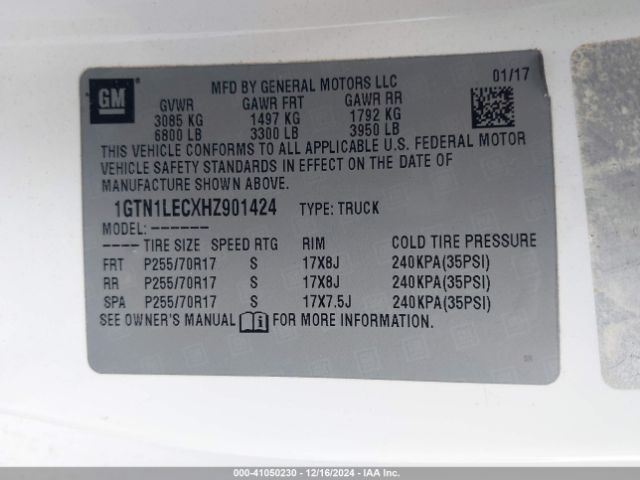 GM
MFD BY GENERAL MOTORS LLC 01/17
GVWR GAWR FRT GAWR RR
3085 KG 1497 KG 1792 KG
6800 LB 3300 LB 3950 LB
THIS VEHICLE CONFORMS TO ALL APPLICABLE U.S. FEDERAL MOTOR
VEHICLE SAFETY STANDARDS IN EFFECT ON THE DATE OF
MANUFACTURE SHOWN ABOVE.
1GTN1LECXHZ901424 TYPE: TRUCK
MODEL: ------
---- TIRE SIZE SPEED RTG RIM COLD TIRE PRESSURE
FRT P255/70R17 S 17X8J 240KPA(35PSI)
RR P255/70R17 S 17X8J 240KPA(35PSI)
SPA P255/70R17 S 17X7.5J 240KPA(35PSI)
SEE OWNER'S MANUAL FOR MORE INFORMATION.
000-41050230 - 12/16/2024 - IAA